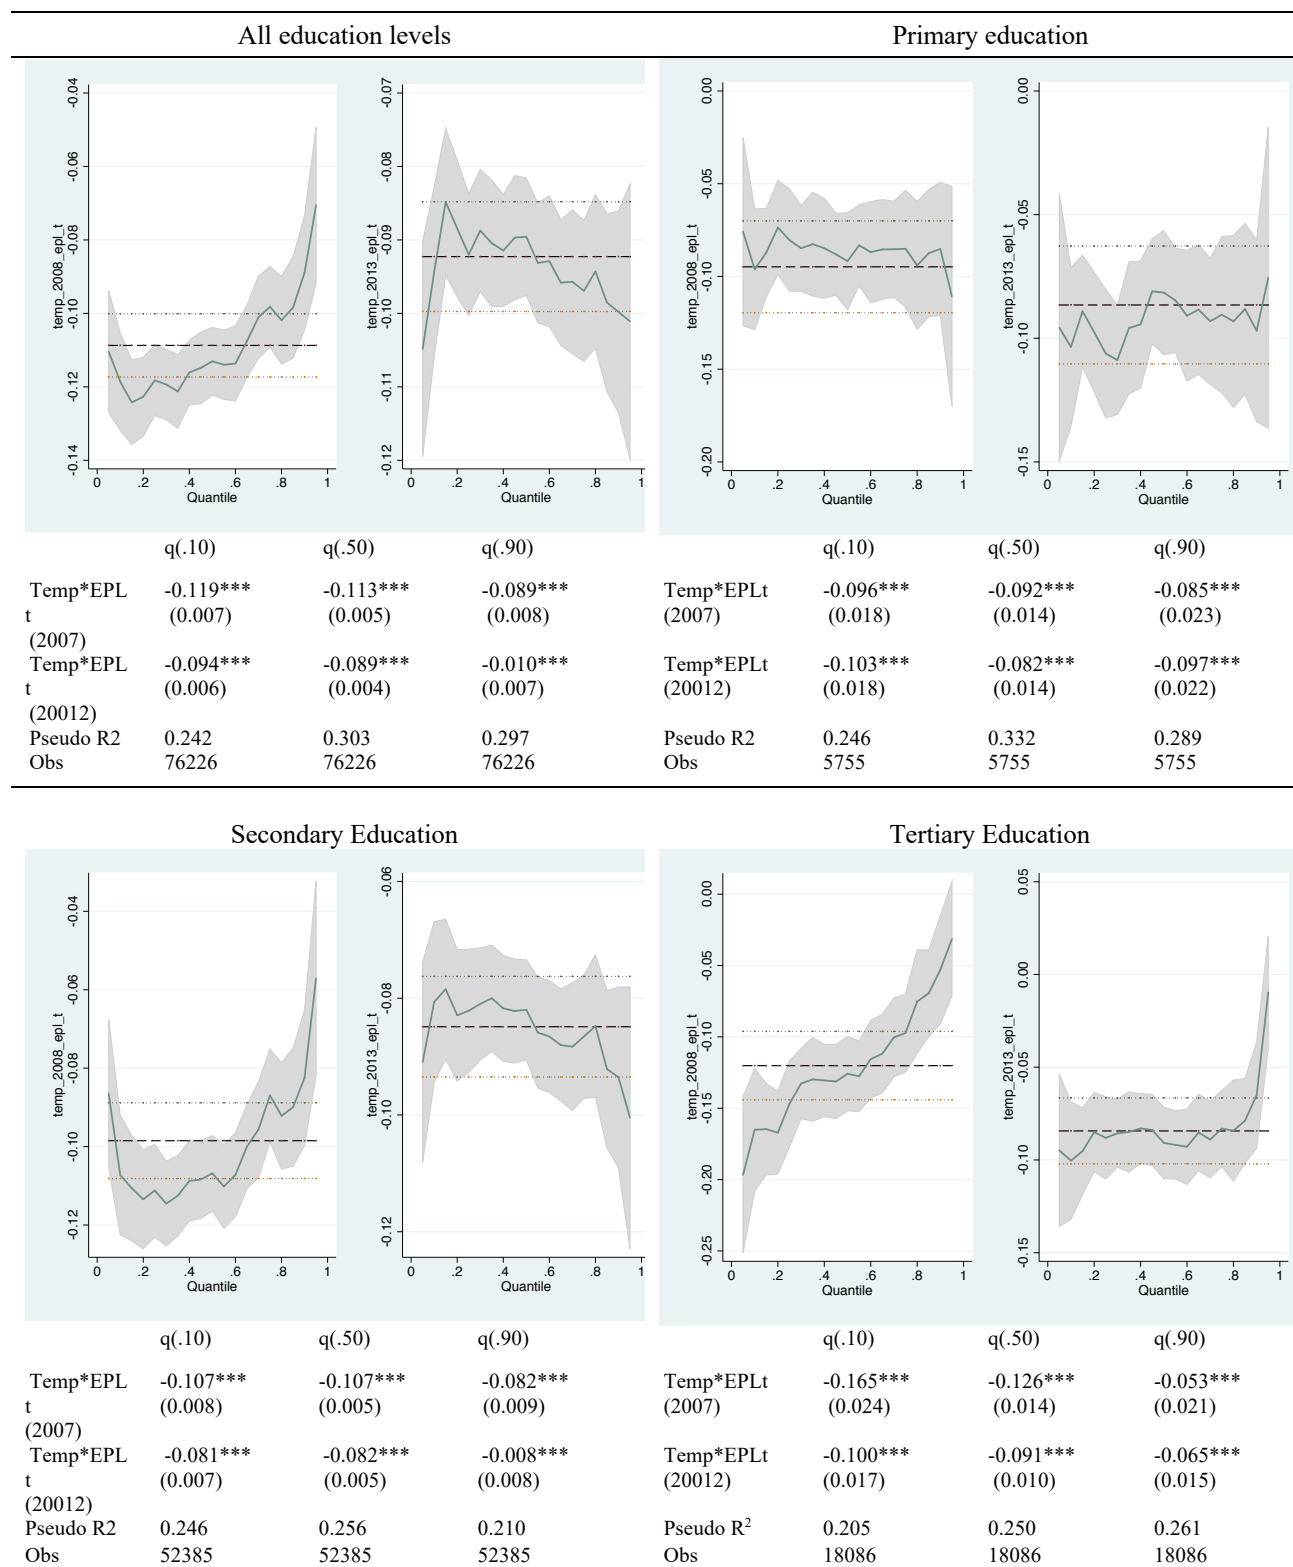 All education levels
Primary education
-0.04
-0.06
-0.08
-0.10
-0.12
-0.14
temp_2008_epl_t
0 .2 .4 .6 .8 1
Quantile
-0.07
-0.08
-0.09
-0.10
-0.11
-0.12
temp_2013_epl_t
0 .2 .4 .6 .8 1
Quantile
0.00
-0.05
-0.10
-0.15
-0.20
temp_2008_epl_t
0 .2 .4 .6 .8 1
Quantile
0.00
-0.05
-0.10
-0.15
temp_2013_epl_t
0 .2 .4 .6 .8 1
Quantile
q(.10) q(.50) q(.90)
Temp*EPL -0.119*** -0.113*** -0.089***
t (0.007) (0.005) (0.008)
(2007)
Temp*EPL -0.094*** -0.089*** -0.010***
t (0.006) (0.004) (0.007)
(20012)
Pseudo R2 0.242 0.303 0.297
Obs 76226 76226 76226
q(.10) q(.50) q(.90)
Temp*EPLt -0.096*** -0.092*** -0.085***
(2007) (0.018) (0.014) (0.023)
Temp*EPLt -0.103*** -0.082*** -0.097***
(20012) (0.018) (0.014) (0.022)
Pseudo R2 0.246 0.332 0.289
Obs 5755 5755 5755
Secondary Education
Tertiary Education
-0.04
-0.06
-0.08
-0.10
-0.12
temp_2008_epl_t
0 .2 .4 .6 .8 1
Quantile
-0.06
-0.08
-0.10
-0.12
temp_2013_epl_t
0 .2 .4 .6 .8 1
Quantile
0.00
-0.05
-0.10
-0.15
-0.20
-0.25
temp_2008_epl_t
0 .2 .4 .6 .8 1
Quantile
0.05
0.00
-0.05
-0.10
-0.15
temp_2013_epl_t
0 .2 .4 .6 .8 1
Quantile
q(.10) q(.50) q(.90)
Temp*EPL -0.107*** -0.107*** -0.082***
t (0.008) (0.005) (0.009)
(2007)
Temp*EPL -0.081*** -0.082*** -0.008***
t (0.007) (0.005) (0.008)
(20012)
Pseudo R2 0.246 0.256 0.210
Obs 52385 52385 52385
q(.10) q(.50) q(.90)
Temp*EPLt -0.165*** -0.126*** -0.053***
(2007) (0.024) (0.014) (0.021)
Temp*EPLt -0.100*** -0.091*** -0.065***
(20012) (0.017) (0.010) (0.015)
Pseudo R² 0.205 0.250 0.261
Obs 18086 18086 18086